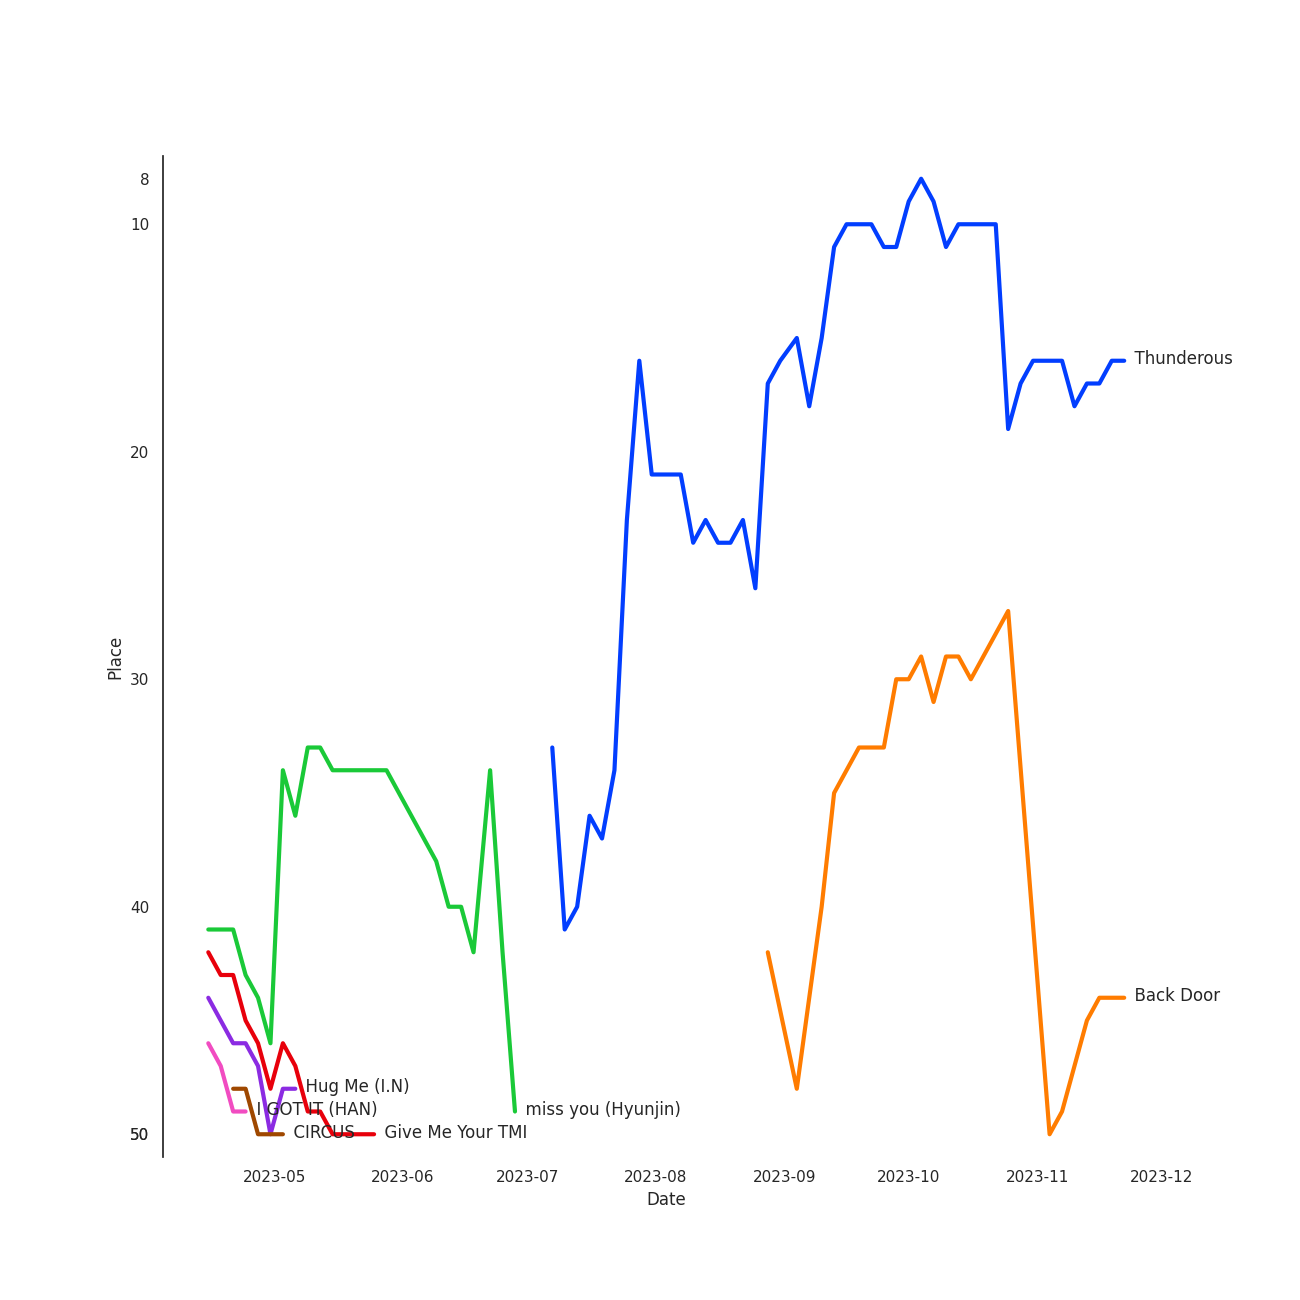 8
10
Thunderous
20
Place
30
40
Back Door
Hug Me (I.N)
I GOT IT (HAN)
miss you (Hyunjin)
CIRCUS
Give Me Your TMI
50
2023-05
2023-06
2023-07
2023-08
2023-09
2023-10
2023-11
2023-12
Date